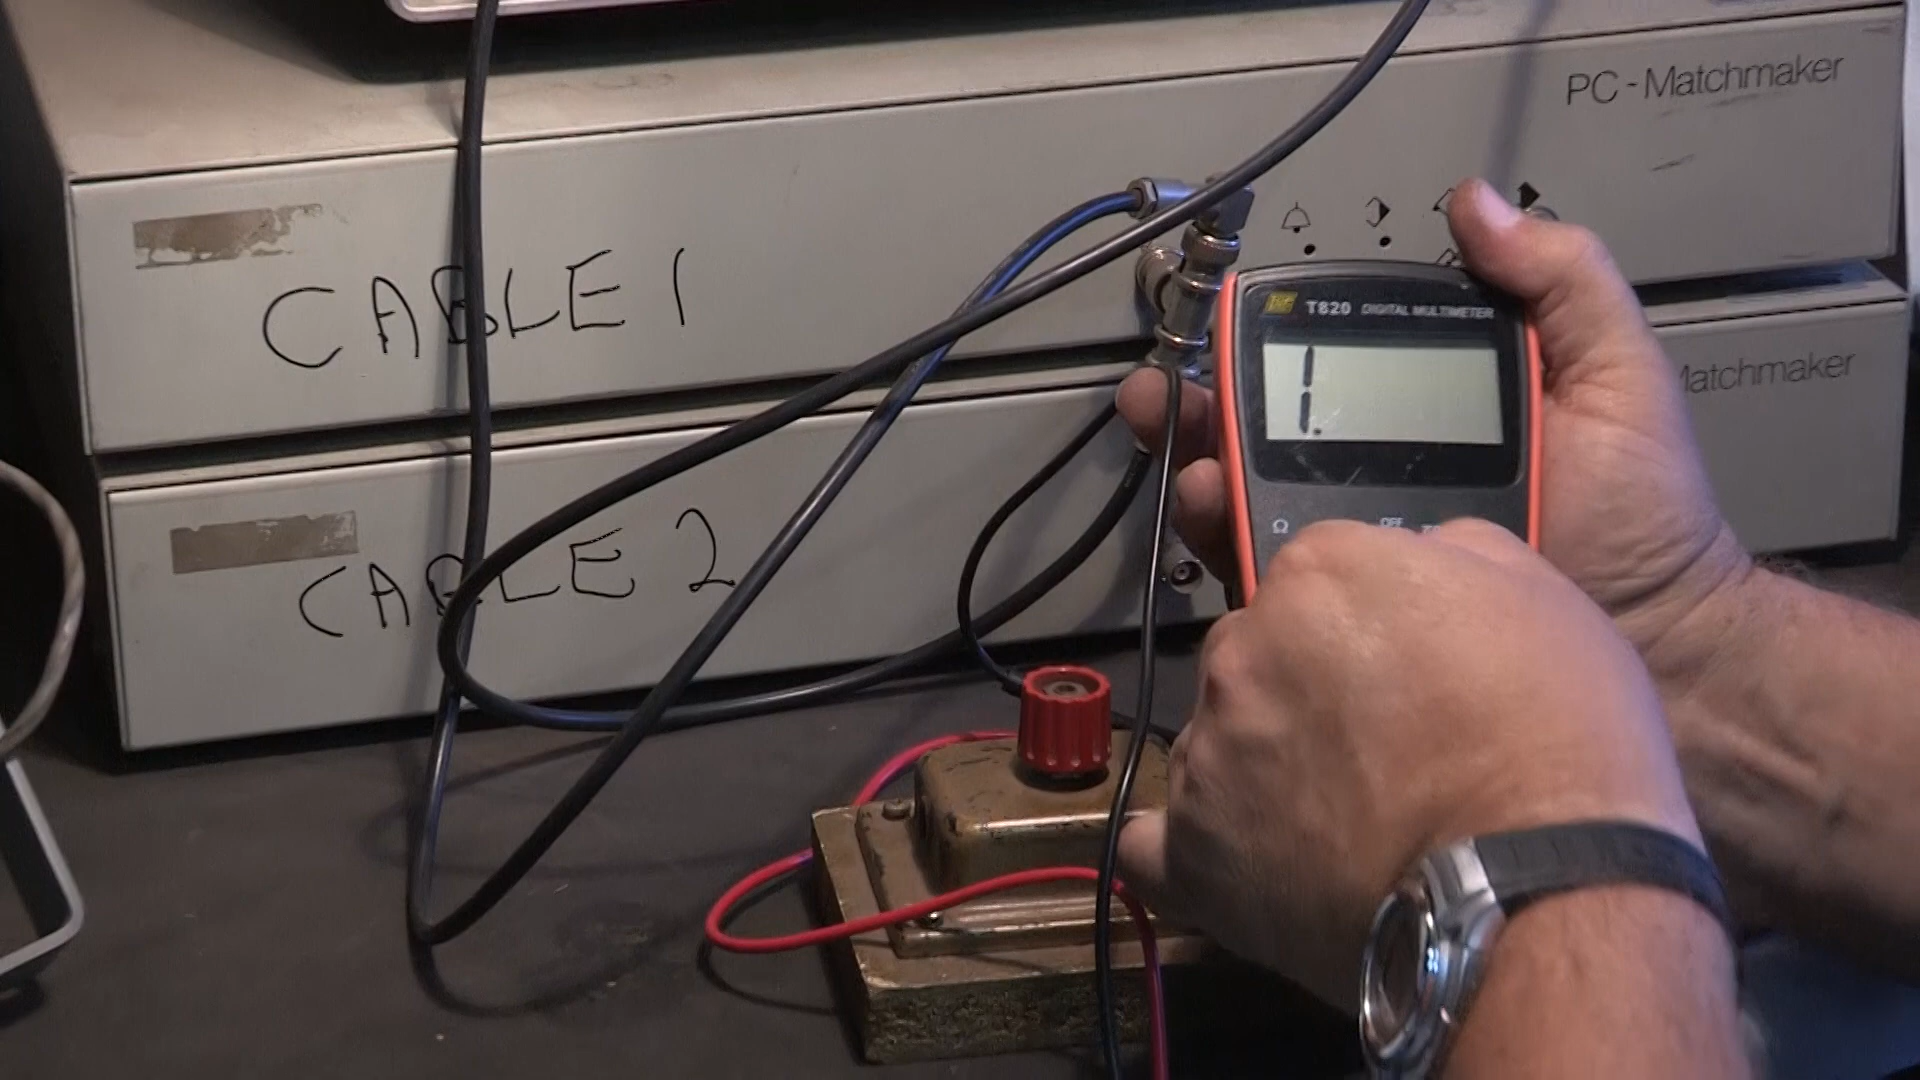 PC-Matchmaker
CABLE 1
T820 DIGITAL MULTIMETER
1.
Matchmaker
CABLE 2
Ω OFF